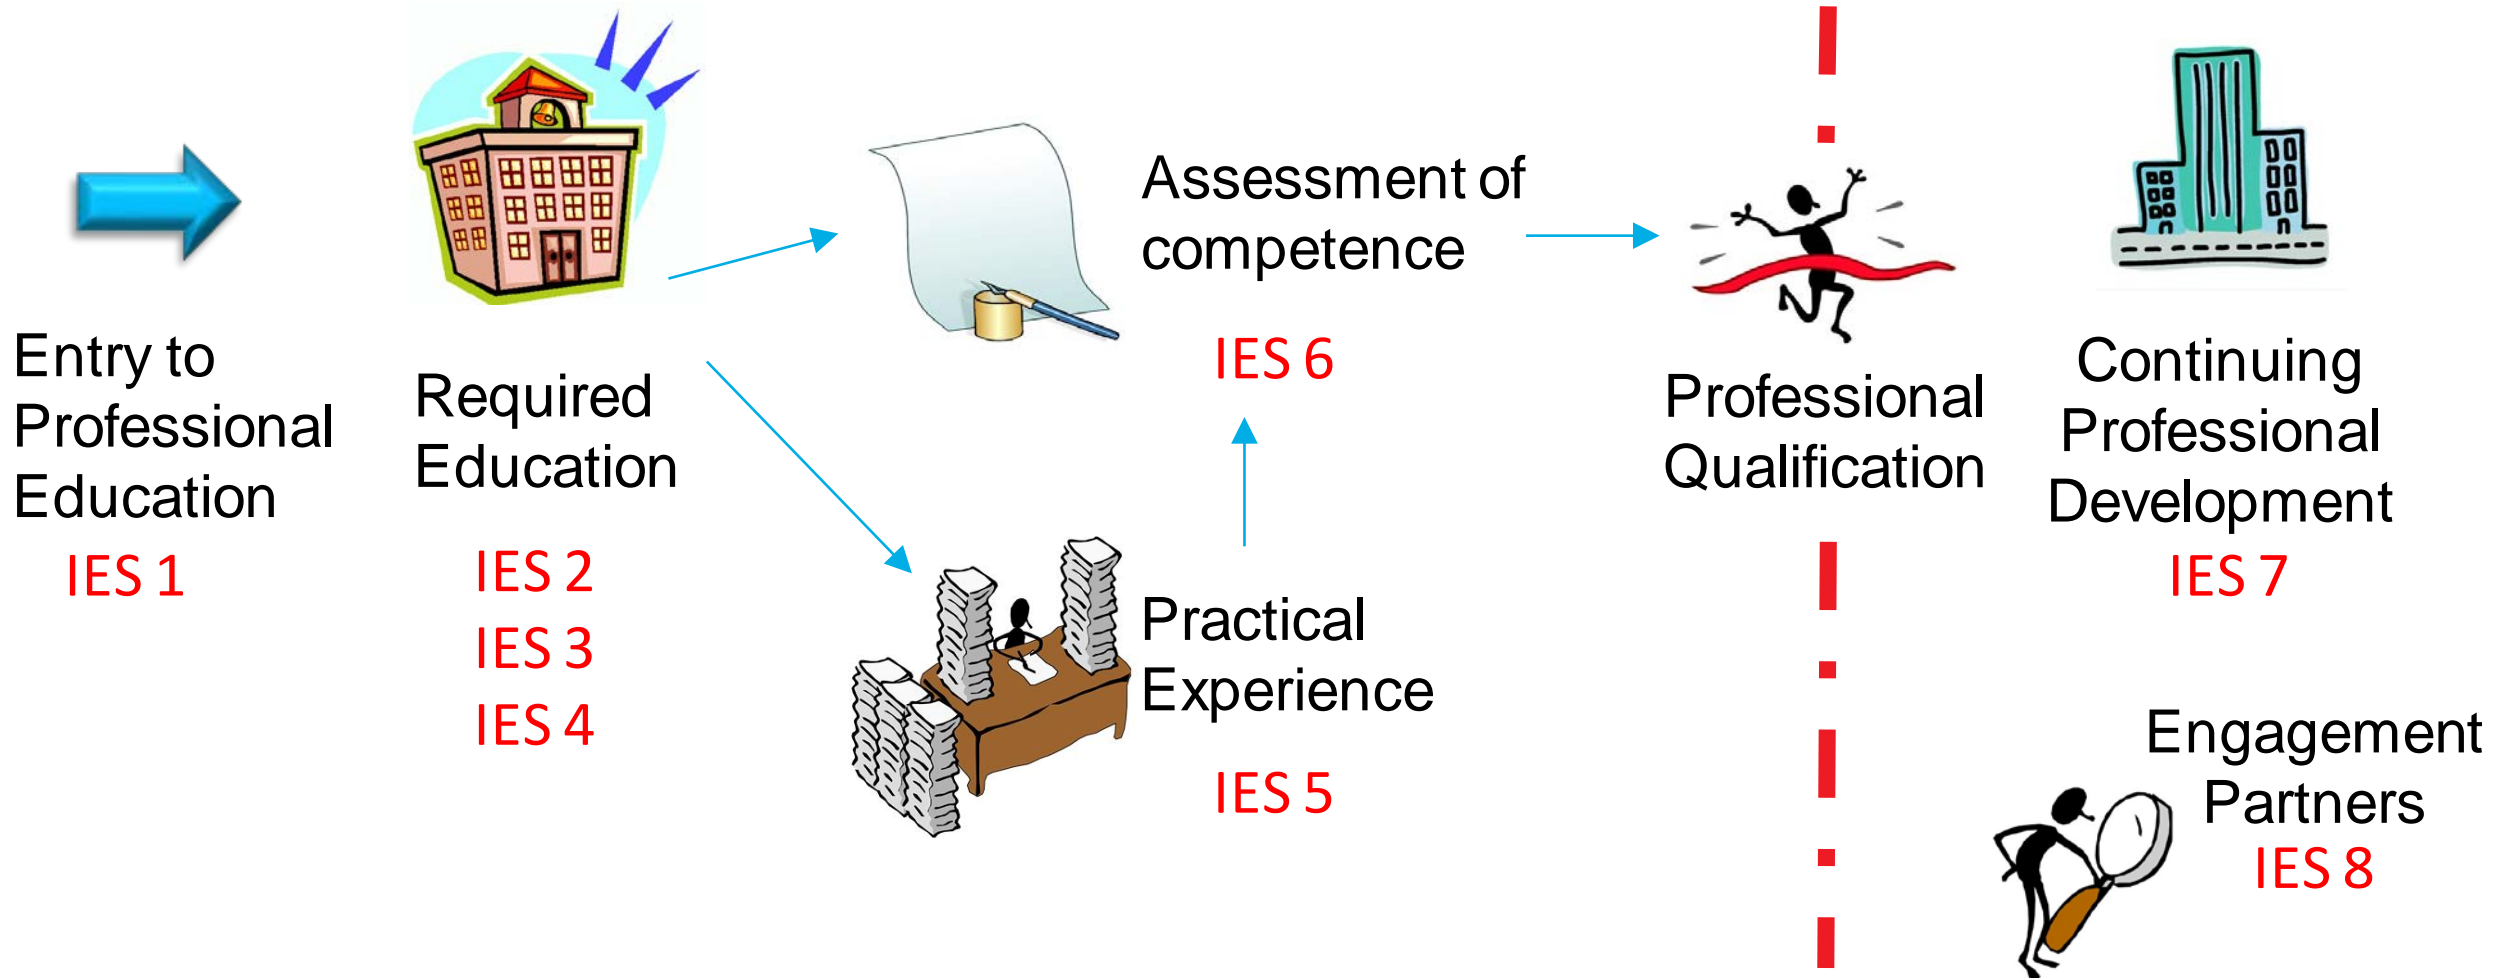 Entry to
Professional
Education
IES 1
Required
Education
IES 2
IES 3
IES 4
Assessment of
competence
IES 6
Practical
Experience
IES 5
Professional
Qualification
Continuing
Professional
Development
IES 7
Engagement
Partners
IES 8